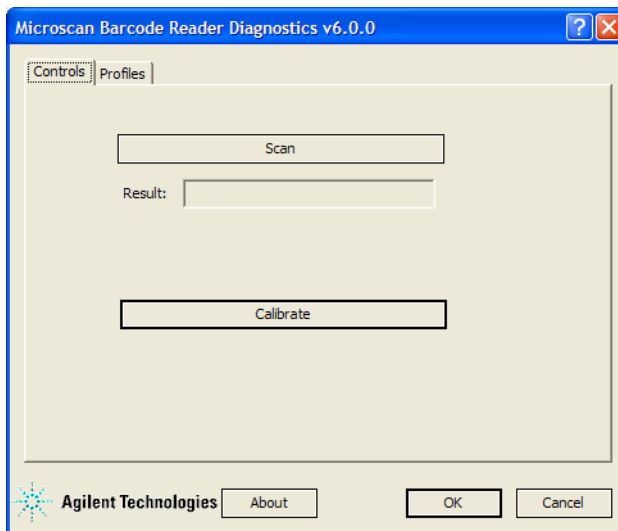 Microscan Barcode Reader Diagnostics v6.0.0
Controls Profiles
Scan
Result:
Calibrate
Agilent Technologies About OK Cancel